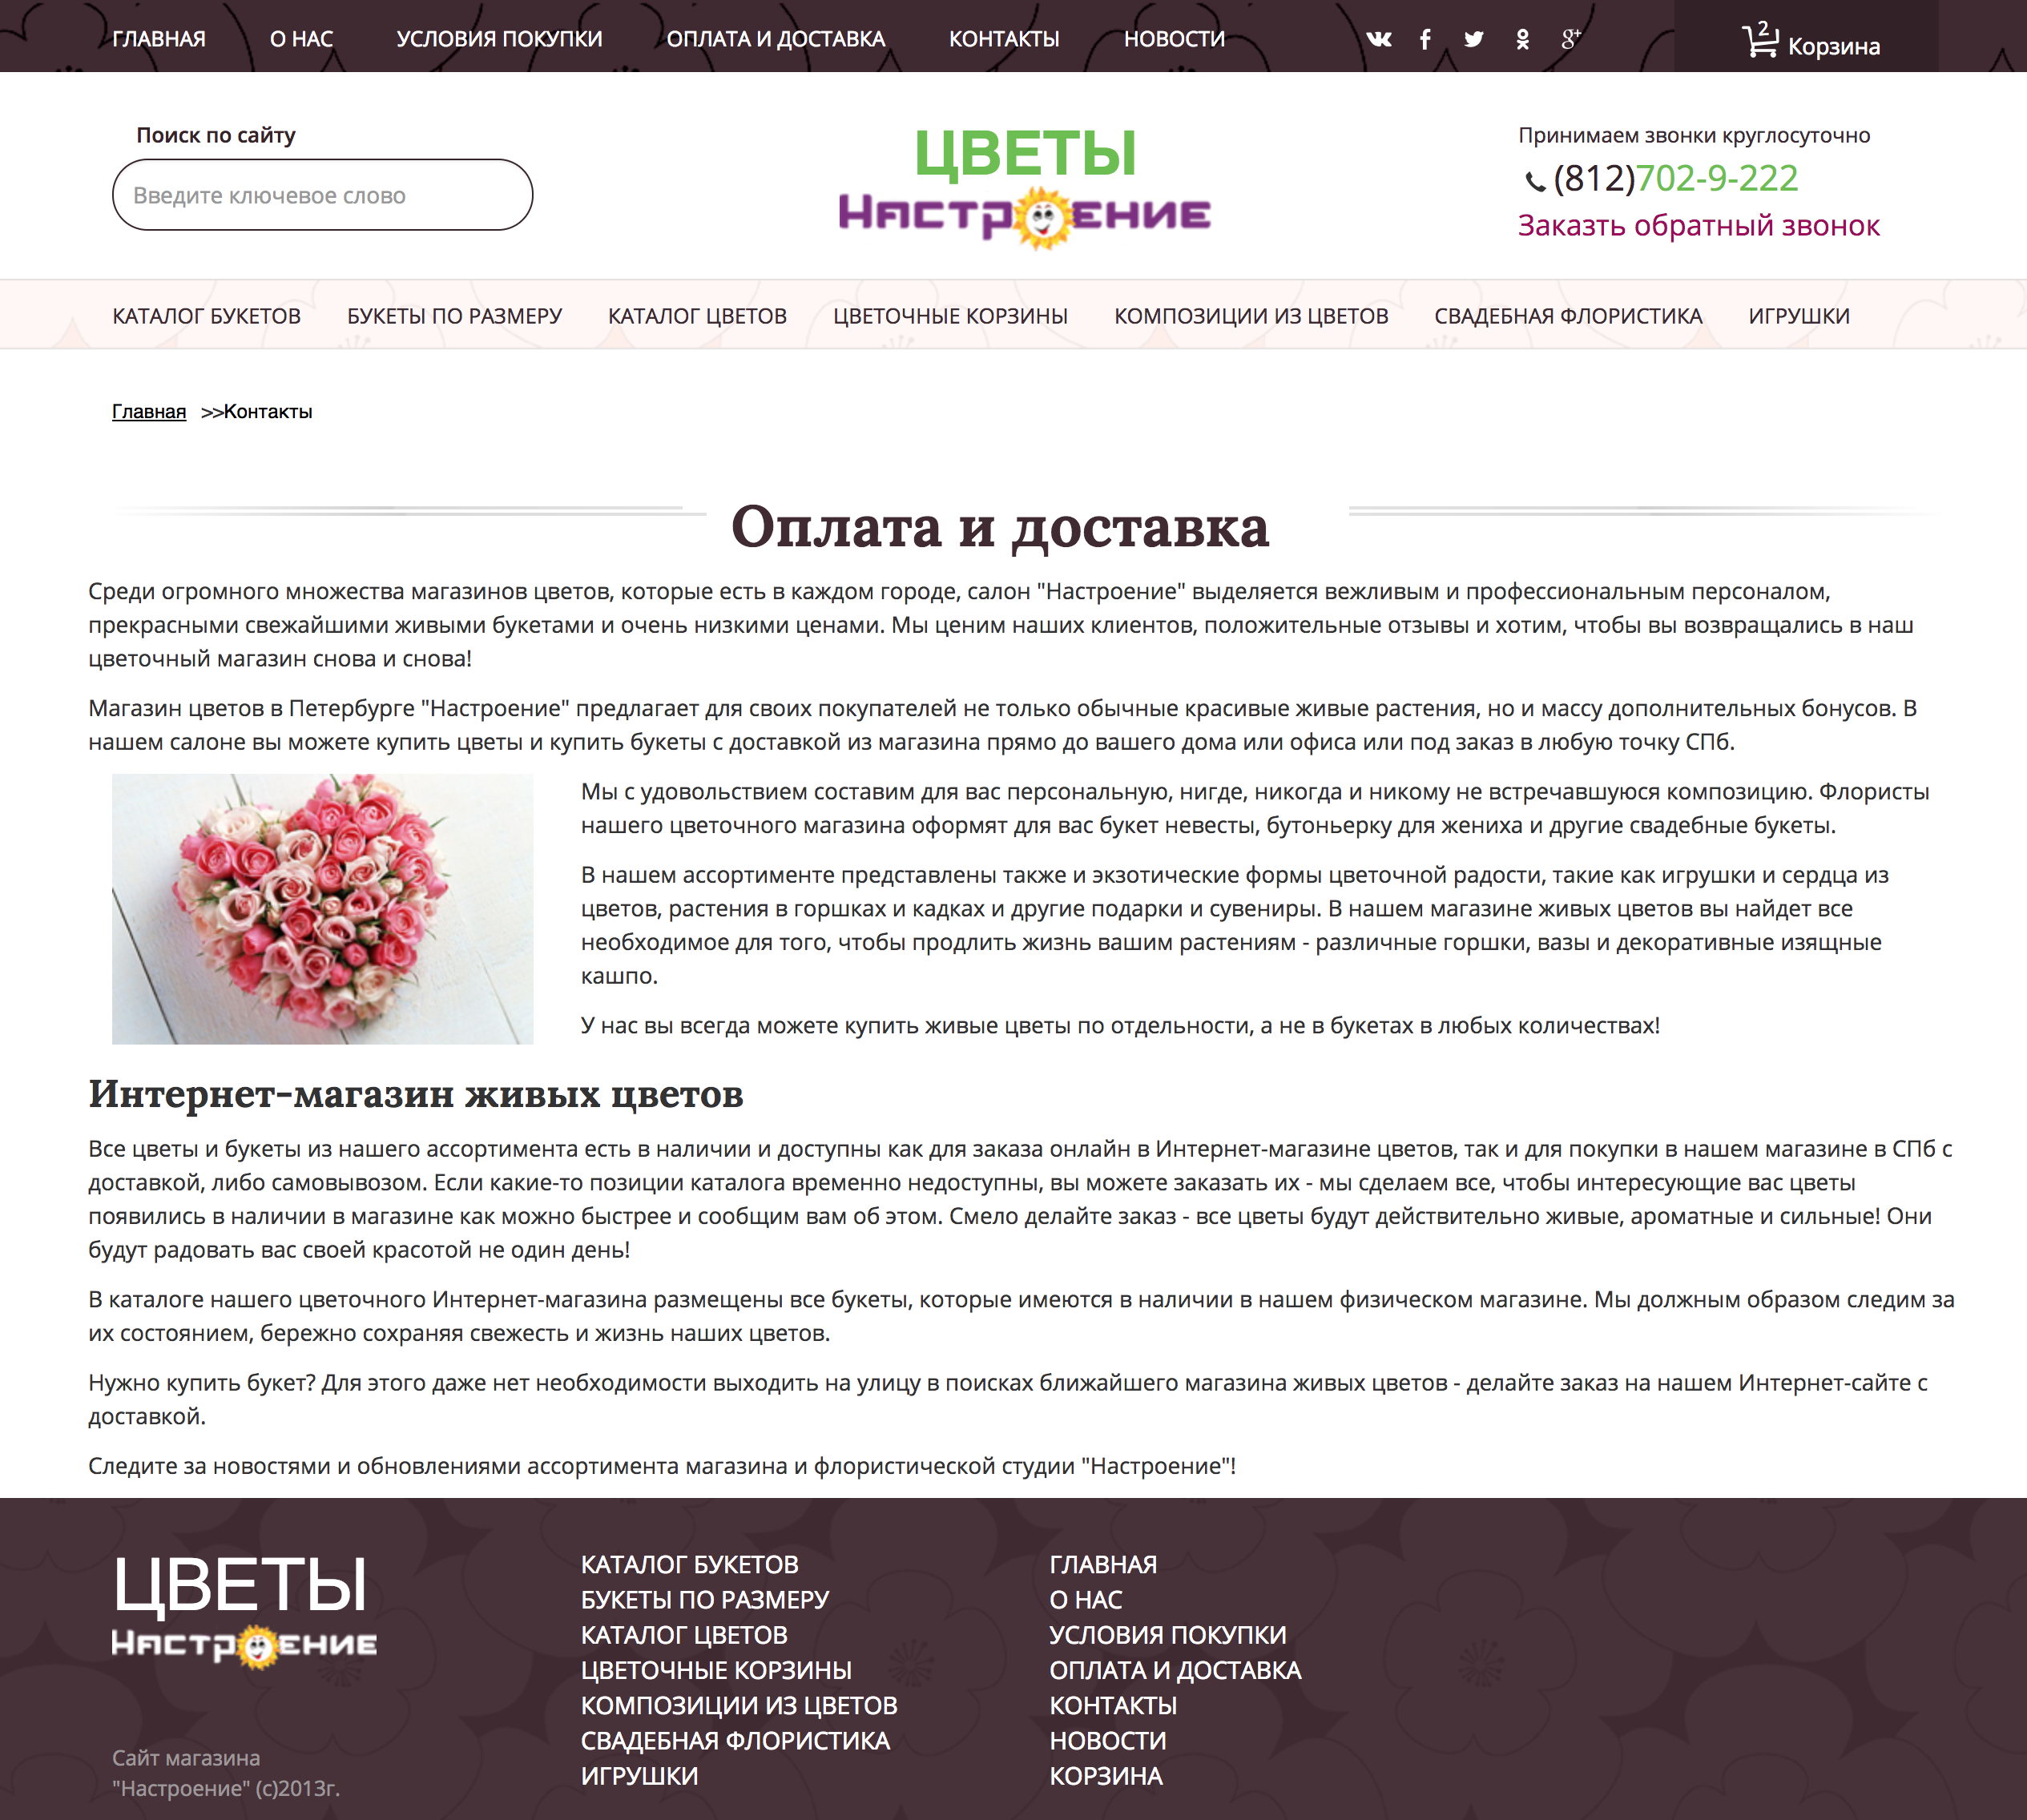 ГЛАВНАЯ О НАС УСЛОВИЯ ПОКУПКИ ОПЛАТА И ДОСТАВКА КОНТАКТЫ НОВОСТИ 2 Корзина
Поиск по сайту
Введите ключевое слово
ЦВЕТЫ
Настроение
Принимаем звонки круглосуточно
(812)702-9-222
Заказть обратный звонок
КАТАЛОГ БУКЕТОВ БУКЕТЫ ПО РАЗМЕРУ КАТАЛОГ ЦВЕТОВ ЦВЕТОЧНЫЕ КОРЗИНЫ КОМПОЗИЦИИ ИЗ ЦВЕТОВ СВАДЕБНАЯ ФЛОРИСТИКА ИГРУШКИ
Главная >>Контакты
Оплата и доставка
Среди огромного множества магазинов цветов, которые есть в каждом городе, салон "Настроение" выделяется вежливым и профессиональным персоналом,
прекрасными свежайшими живыми букетами и очень низкими ценами. Мы ценим наших клиентов, положительные отзывы и хотим, чтобы вы возвращались в наш
цветочный магазин снова и снова!
Магазин цветов в Петербурге "Настроение" предлагает для своих покупателей не только обычные красивые живые растения, но и массу дополнительных бонусов. В
нашем салоне вы можете купить цветы и купить букеты с доставкой из магазина прямо до вашего дома или офиса или под заказ в любую точку СПб.
Мы с удовольствием составим для вас персональную, нигде, никогда и никому не встречавшуюся композицию. Флористы
нашего цветочного магазина оформят для вас букет невесты, бутоньерку для жениха и другие свадебные букеты.
В нашем ассортименте представлены также и экзотические формы цветочной радости, такие как игрушки и сердца из
цветов, растения в горшках и кадках и другие подарки и сувениры. В нашем магазине живых цветов вы найдет все
необходимое для того, чтобы продлить жизнь вашим растениям - различные горшки, вазы и декоративные изящные
кашпо.
У нас вы всегда можете купить живые цветы по отдельности, а не в букетах в любых количествах!
Интернет-магазин живых цветов
Все цветы и букеты из нашего ассортимента есть в наличии и доступны как для заказа онлайн в Интернет-магазине цветов, так и для покупки в нашем магазине в СПб с
доставкой, либо самовывозом. Если какие-то позиции каталога временно недоступны, вы можете заказать их - мы сделаем все, чтобы интересующие вас цветы
появились в наличии в магазине как можно быстрее и сообщим вам об этом. Смело делайте заказ - все цветы будут действительно живые, ароматные и сильные! Они
будут радовать вас своей красотой не один день!
В каталоге нашего цветочного Интернет-магазина размещены все букеты, которые имеются в наличии в нашем физическом магазине. Мы должным образом следим за
их состоянием, бережно сохраняя свежесть и жизнь наших цветов.
Нужно купить букет? Для этого даже нет необходимости выходить на улицу в поисках ближайшего магазина живых цветов - делайте заказ на нашем Интернет-сайте с
доставкой.
Следите за новостями и обновлениями ассортимента магазина и флористической студии "Настроение"!
ЦВЕТЫ
Настроение
Сайт магазина
"Настроение" (с)2013г.
КАТАЛОГ БУКЕТОВ
БУКЕТЫ ПО РАЗМЕРУ
КАТАЛОГ ЦВЕТОВ
ЦВЕТОЧНЫЕ КОРЗИНЫ
КОМПОЗИЦИИ ИЗ ЦВЕТОВ
СВАДЕБНАЯ ФЛОРИСТИКА
ИГРУШКИ
ГЛАВНАЯ
О НАС
УСЛОВИЯ ПОКУПКИ
ОПЛАТА И ДОСТАВКА
КОНТАКТЫ
НОВОСТИ
КОРЗИНА